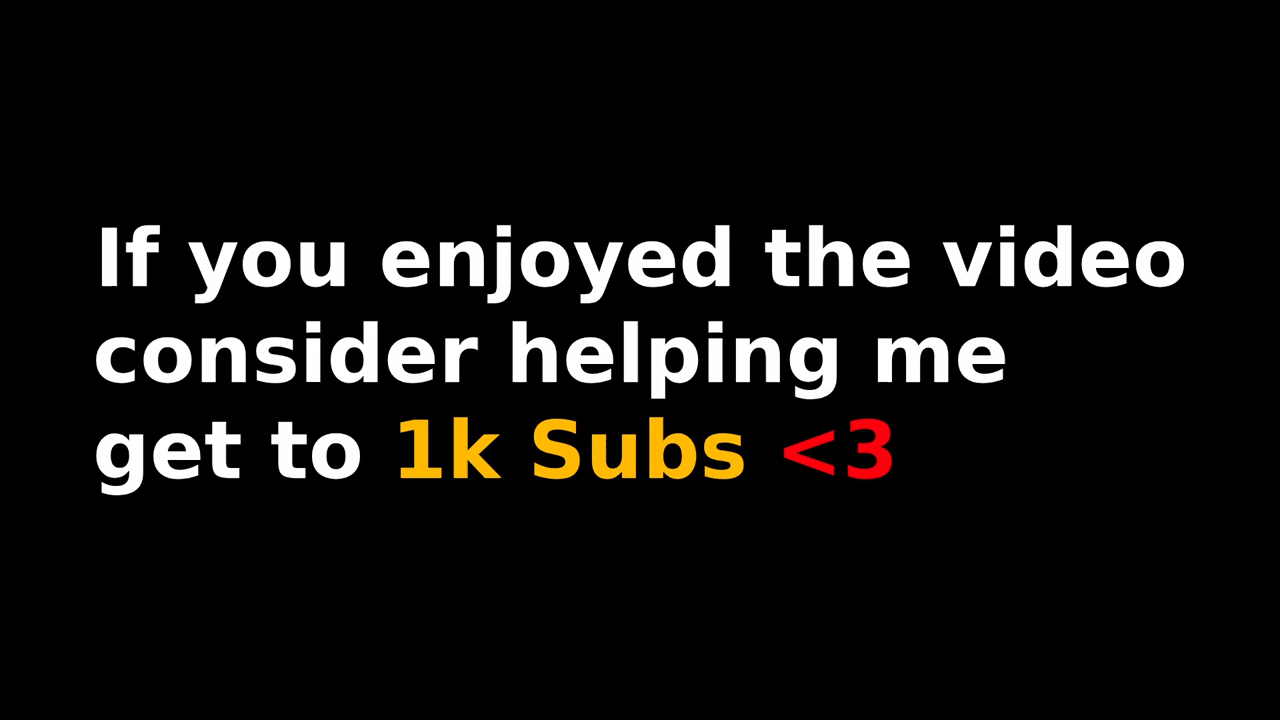 If you enjoyed the video
consider helping me
get to 1k Subs <3